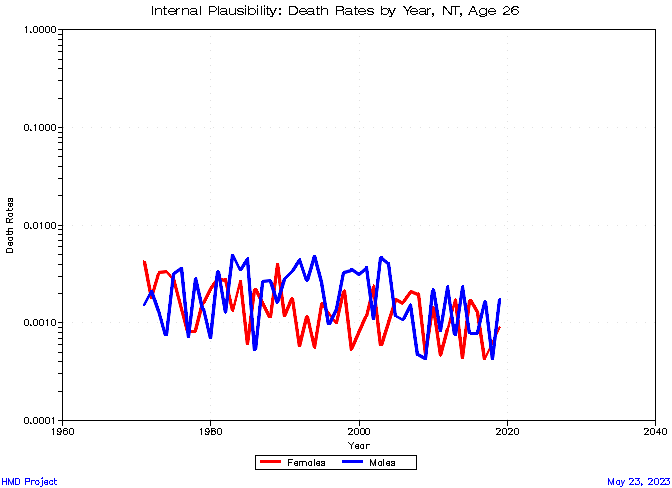 Internal Plausibility: Death Rates by Year, NT, Age 26
1.0000
0.1000
0.0100
0.0010
0.0001
Death Rates
1960 1980 2000 2020 2040
Year
Females Males
HMD Project May 23, 2023